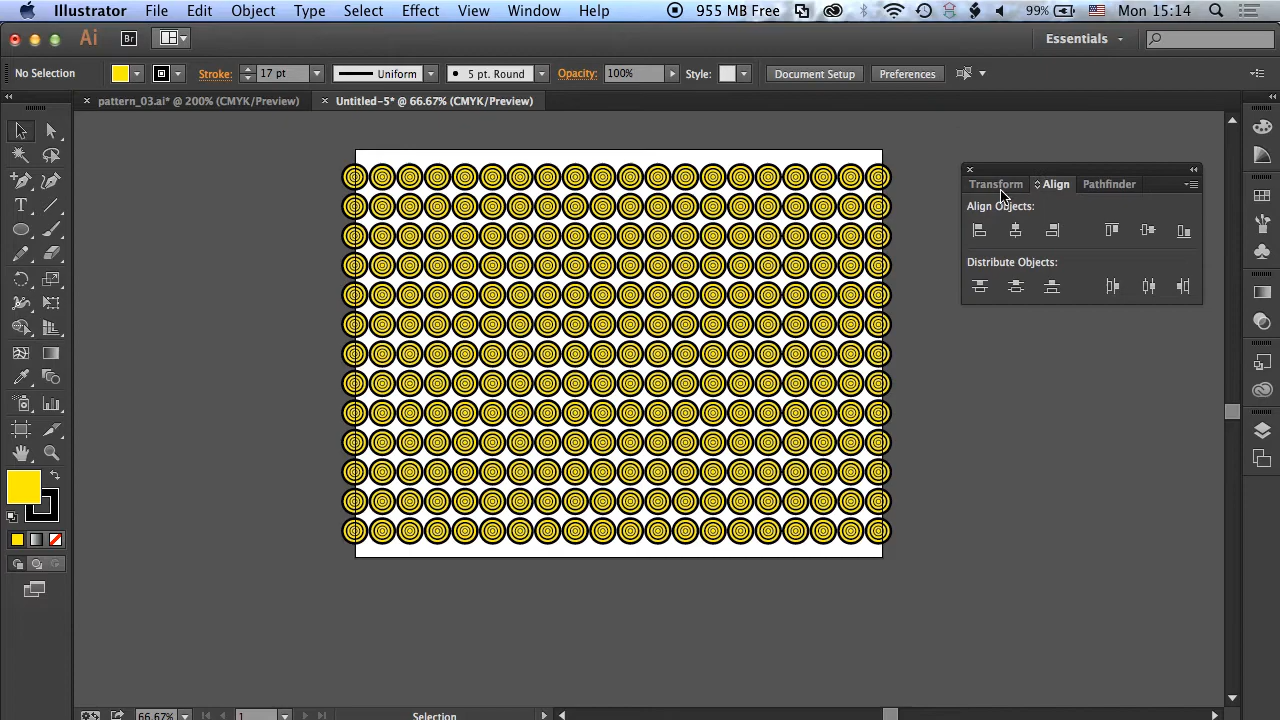 Illustrator File Edit Object Type Select Effect View Window Help 955 MB Free 99% Mon 15:14
Ai Br Essentials
No Selection Stroke: 17 pt Uniform 5 pt. Round Opacity: 100% Style: Document Setup Preferences
pattern_03.ai* @ 200% (CMYK/Preview) Untitled-5* @ 66.67% (CMYK/Preview)
Transform Align Pathfinder
Align Objects:
Distribute Objects:
66.67% 1 Selection